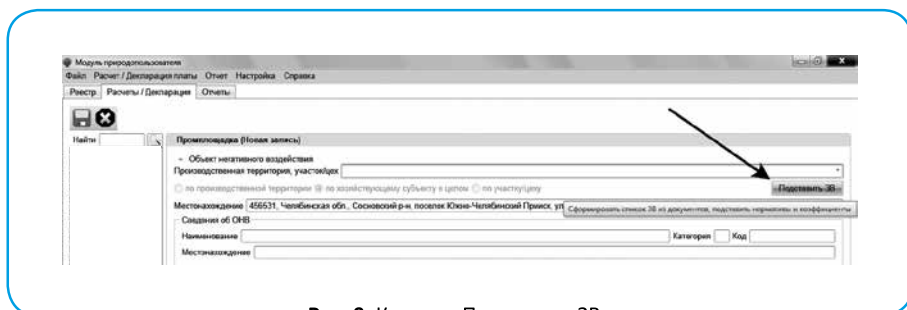 Модуль природопользователя
Файл Расчет / Декларация платы Отчет Настройка Справка
Реестр Расчеты / Декларация Отчеты
Найти
Промплощадка (Новая запись)
Объект негативного воздействия
Производственная территория, участок/цех
по производственной территории по хозяйствующему субъекту в целом по участку/цеху
Подставить ЗВ
Местонахождение 456531, Челябинская обл., Сосновский р-н, поселок Южно-Челябинский Прииск, ул
Сформировать список ЗВ из документов, подставить нормативы и коэффициенты
Сведения об ОНВ
Наименование Категория Код
Местонахождение